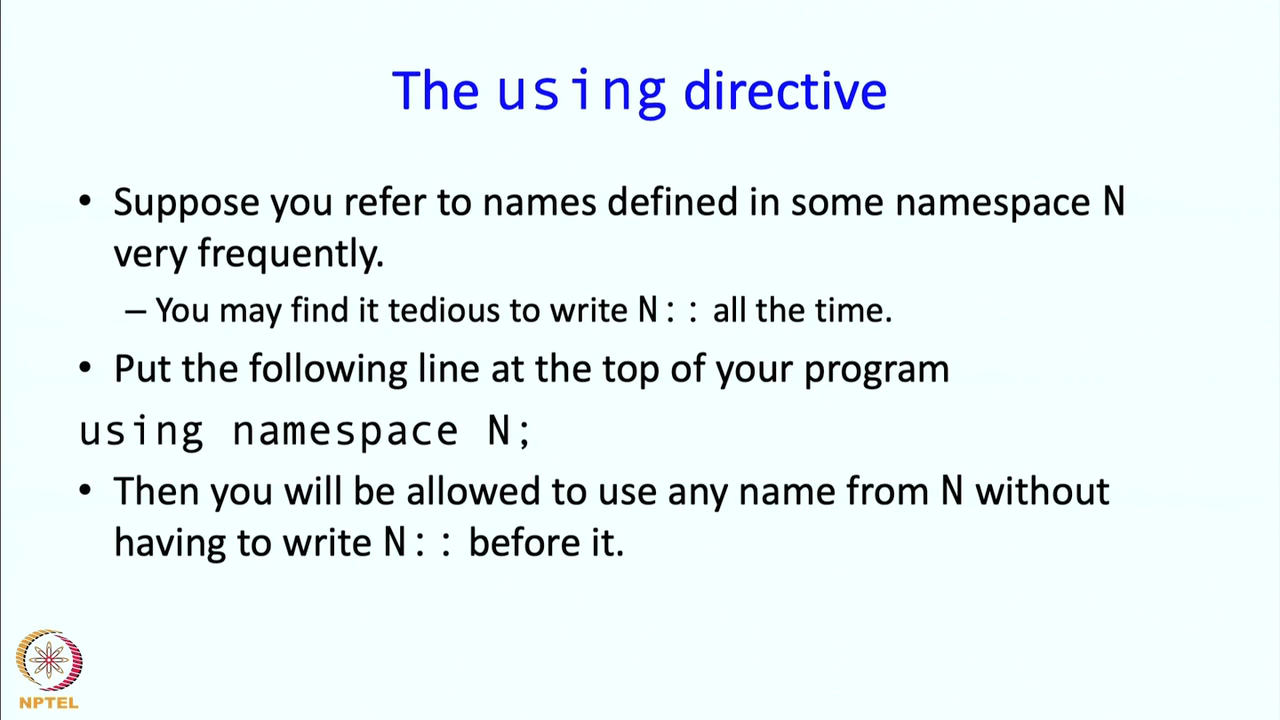 The using directive
• Suppose you refer to names defined in some namespace N
very frequently.
– You may find it tedious to write N:: all the time.
• Put the following line at the top of your program
using namespace N;
• Then you will be allowed to use any name from N without
having to write N:: before it.
NPTEL